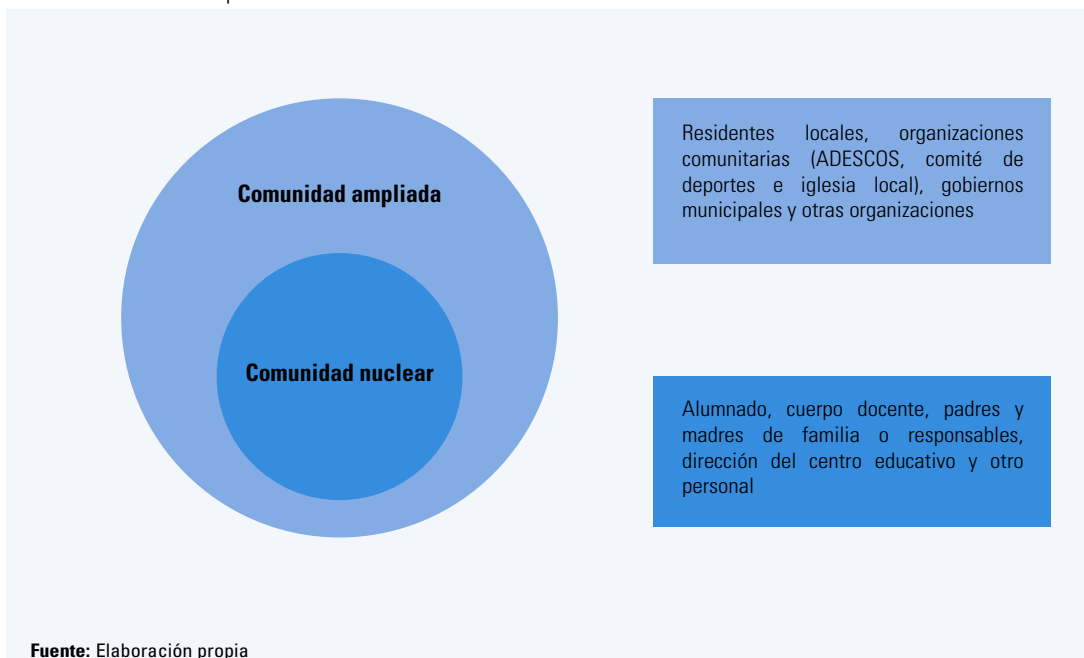 Comunidad ampliada
Residentes locales, organizaciones
comunitarias (ADESCOS, comité de
deportes e iglesia local), gobiernos
municipales y otras organizaciones
Comunidad nuclear
Alumnado, cuerpo docente, padres y
madres de familia o responsables,
dirección del centro educativo y otro
personal
Fuente: Elaboración propia